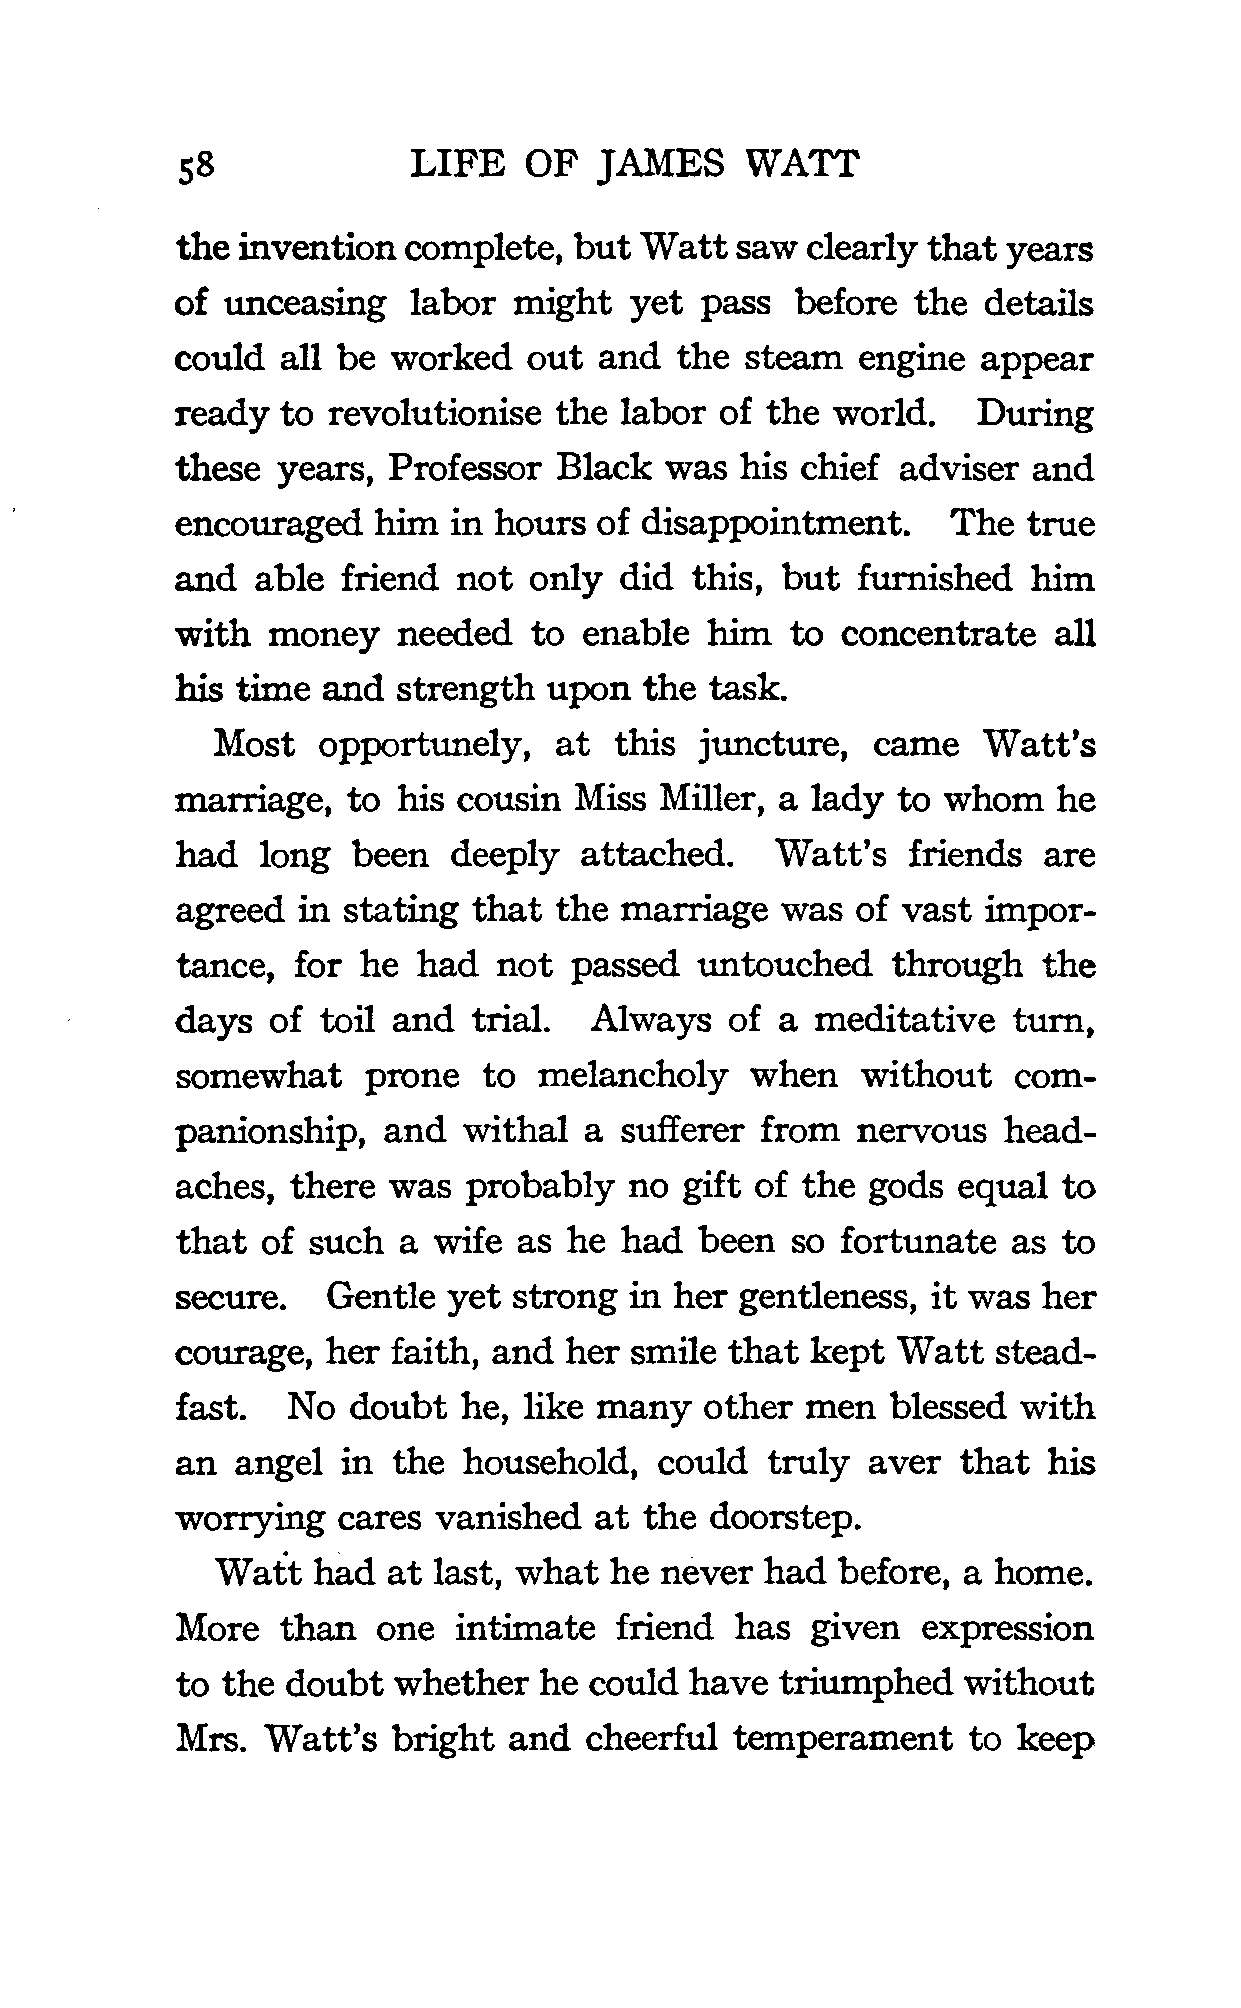 58 LIFE OF JAMES WATT
the invention complete, but Watt saw clearly that years
of unceasing labor might yet pass before the details
could all be worked out and the steam engine appear
ready to revolutionise the labor of the world. During
these years, Professor Black was his chief adviser and
encouraged him in hours of disappointment. The true
and able friend not only did this, but furnished him
with money needed to enable him to concentrate all
his time and strength upon the task.
Most opportunely, at this juncture, came Watt's
marriage, to his cousin Miss Miller, a lady to whom he
had long been deeply attached. Watt's friends are
agreed in stating that the marriage was of vast impor-
tance, for he had not passed untouched through the
days of toil and trial. Always of a meditative turn,
somewhat prone to melancholy when without com-
panionship, and withal a sufferer from nervous head-
aches, there was probably no gift of the gods equal to
that of such a wife as he had been so fortunate as to
secure. Gentle yet strong in her gentleness, it was her
courage, her faith, and her smile that kept Watt stead-
fast. No doubt he, like many other men blessed with
an angel in the household, could truly aver that his
worrying cares vanished at the doorstep.
Watt had at last, what he never had before, a home.
More than one intimate friend has given expression
to the doubt whether he could have triumphed without
Mrs. Watt's bright and cheerful temperament to keep